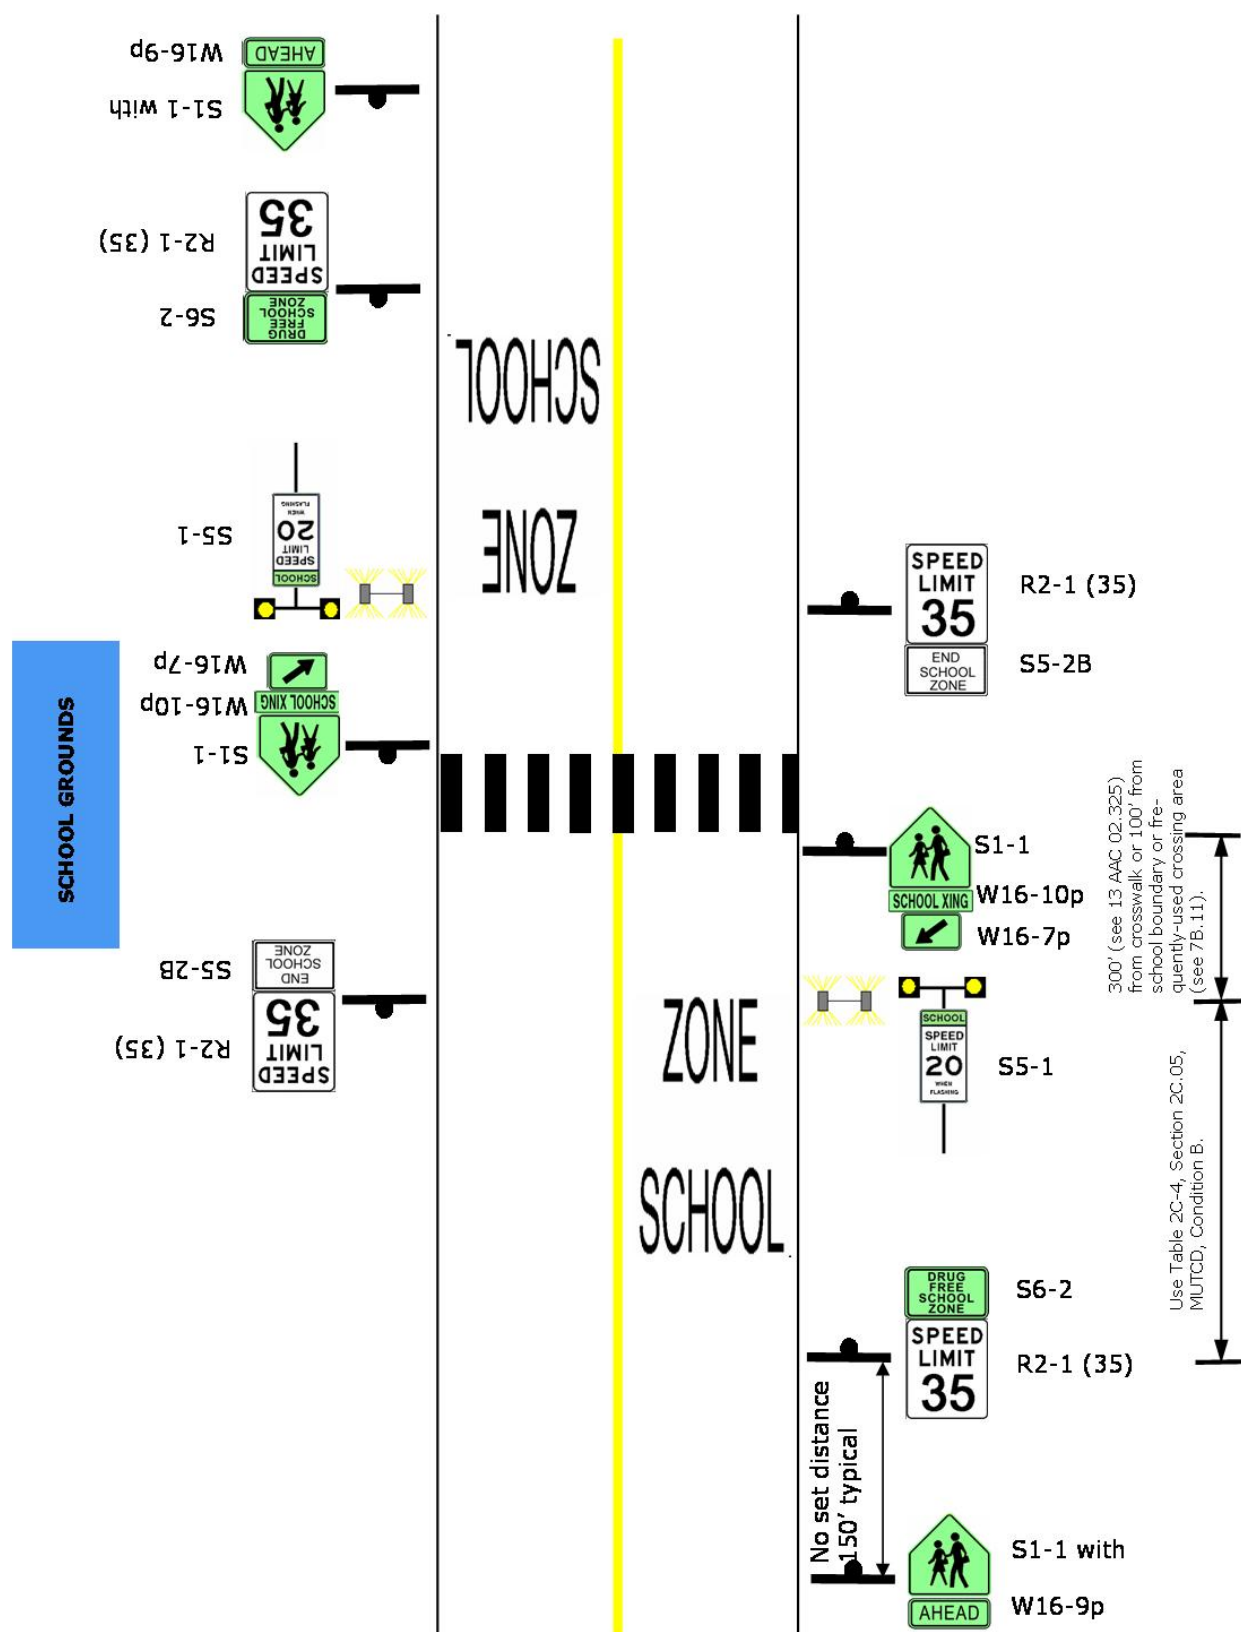 W16-9p
AHEAD
S1-1 with
35
LIMIT
SPEED
R2-1 (35)
DRUG
FREE
SCHOOL
ZONE
S6-2
SCHOOL
ZONE
S5-1
SCHOOL
SPEED
LIMIT
20
WHEN
FLASHING
W16-7p
SCHOOL XING
W16-10p
S1-1
SCHOOL GROUNDS
S5-2B
END
SCHOOL
ZONE
SPEED
LIMIT
35
R2-1 (35)
SPEED
LIMIT
35
R2-1 (35)
END
SCHOOL
ZONE
S5-2B
S1-1
SCHOOL XING
W16-10p
W16-7p
300' (see 13 AAC 02.325)
from crosswalk or 100' from
school boundary or fre-
quently-used crossing area
(see 7B.11).
ZONE
SCHOOL
SCHOOL
SPEED
LIMIT
20
WHEN
FLASHING
S5-1
Use Table 2C-4, Section 2C.05,
MUTCD, Condition B.
DRUG
FREE
SCHOOL
ZONE
S6-2
SPEED
LIMIT
35
R2-1 (35)
No set distance
150' typical
S1-1 with
AHEAD
W16-9p